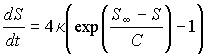 dS/dt = 4κ(exp((S∞ − S)/C) − 1)